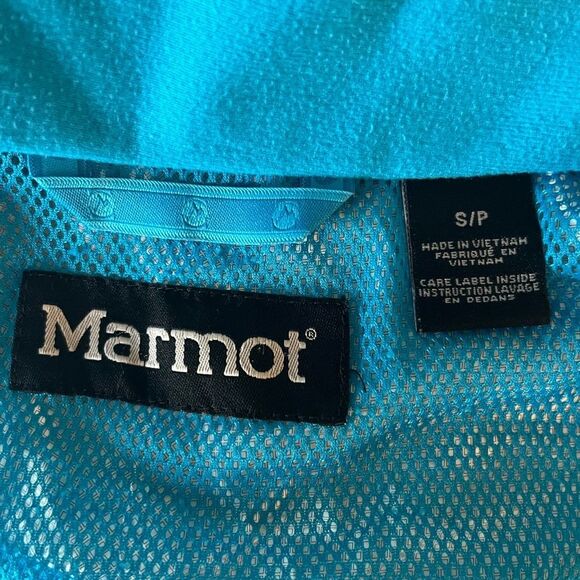 S/P
MADE IN VIETNAM
FABRIQUÉ EN
VIETNAM
CARE LABEL INSIDE
INSTRUCTION LAVAGE
EN DEDANS
Marmot®